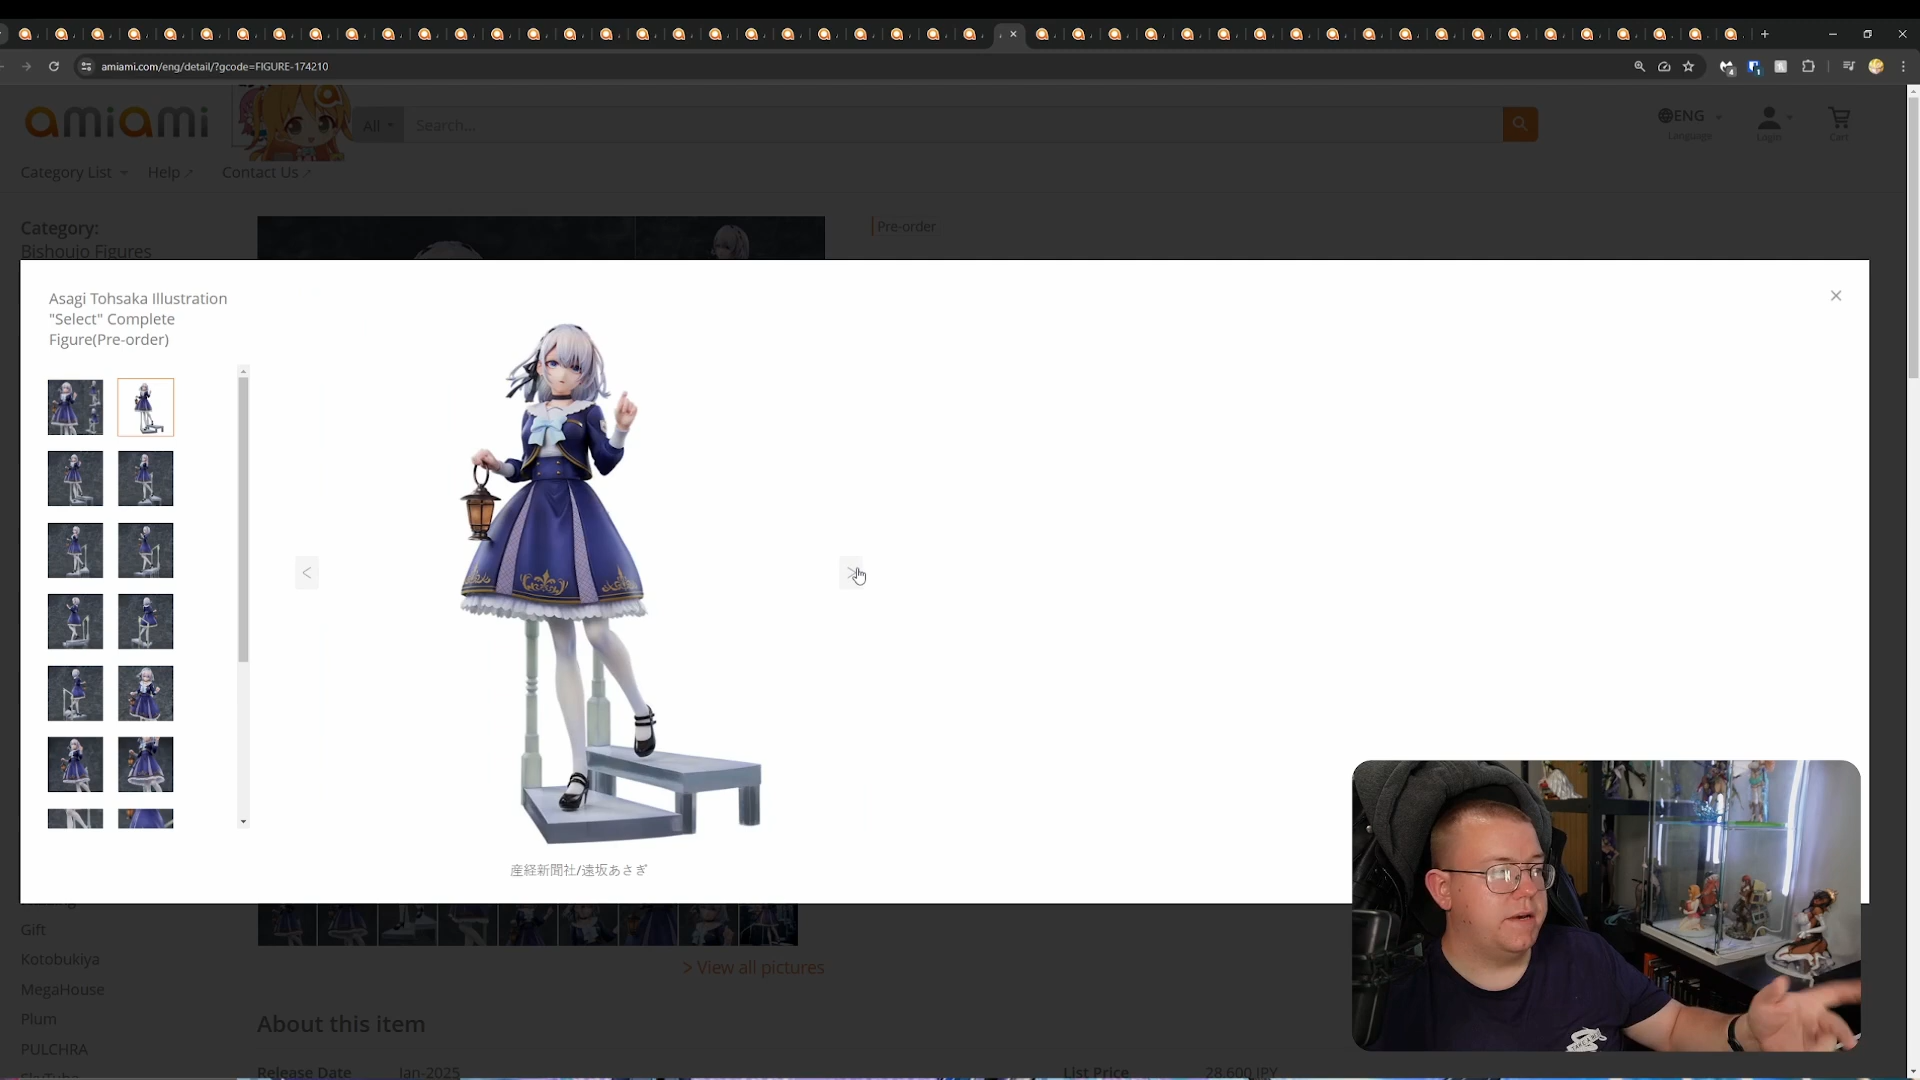 amiami.com/eng/detail/?gcode=FIGURE-174210
amiami
All
Search...
ENG
Language
Login
Cart
Category List
Help
Contact Us
Category:
Bishoujo Figures
Pre-order
Asagi Tohsaka Illustration
"Select" Complete
Figure(Pre-order)
<
>
産経新聞社/遠坂あさぎ
Gift
Kotobukiya
MegaHouse
Plum
PULCHRA
> View all pictures
About this item
Release Date
Jan-2025
List Price
28,600 JPY